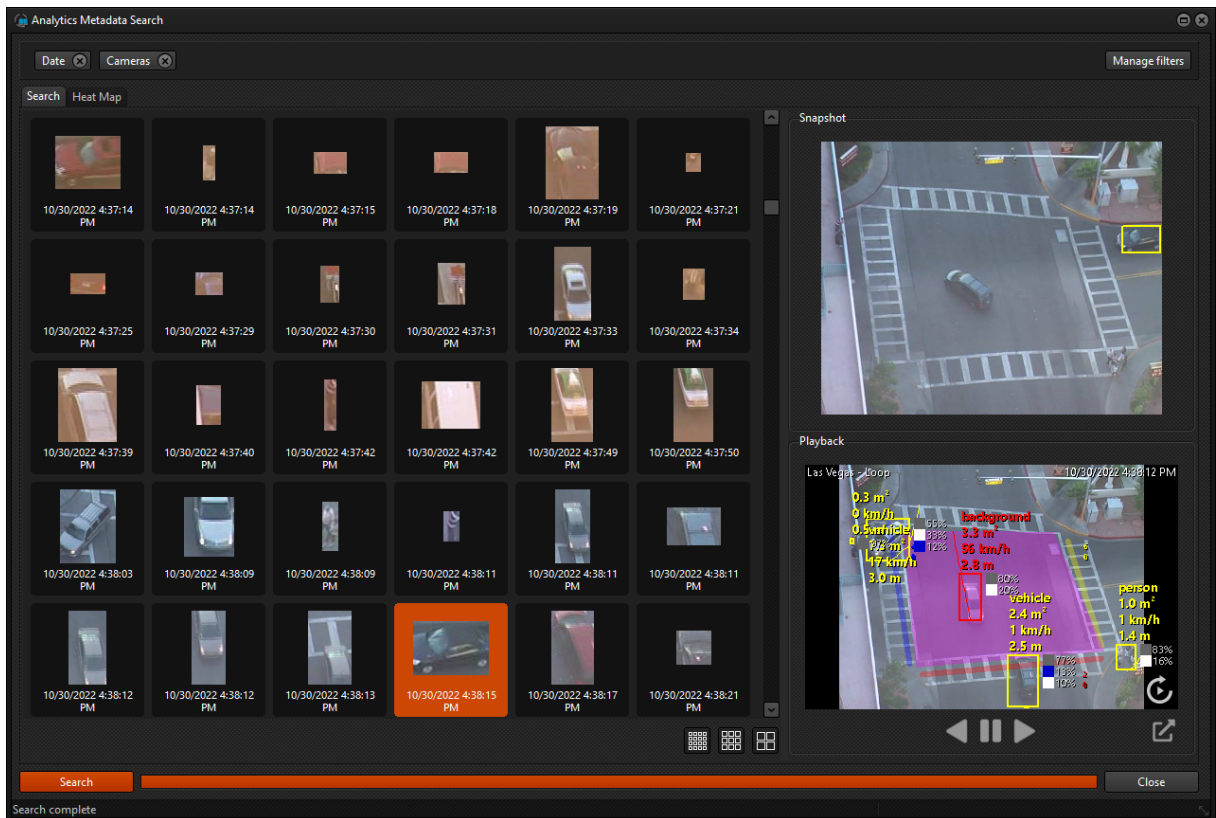 Analytics Metadata Search
Date
Cameras
Manage filters
Search
Heat Map
10/30/2022 4:37:14
PM
10/30/2022 4:37:14
PM
10/30/2022 4:37:15
PM
10/30/2022 4:37:18
PM
10/30/2022 4:37:19
PM
10/30/2022 4:37:21
PM
10/30/2022 4:37:25
PM
10/30/2022 4:37:29
PM
10/30/2022 4:37:30
PM
10/30/2022 4:37:31
PM
10/30/2022 4:37:33
PM
10/30/2022 4:37:34
PM
10/30/2022 4:37:39
PM
10/30/2022 4:37:40
PM
10/30/2022 4:37:42
PM
10/30/2022 4:37:42
PM
10/30/2022 4:37:49
PM
10/30/2022 4:37:50
PM
10/30/2022 4:38:03
PM
10/30/2022 4:38:09
PM
10/30/2022 4:38:09
PM
10/30/2022 4:38:11
PM
10/30/2022 4:38:11
PM
10/30/2022 4:38:11
PM
10/30/2022 4:38:12
PM
10/30/2022 4:38:12
PM
10/30/2022 4:38:13
PM
10/30/2022 4:38:15
PM
10/30/2022 4:38:17
PM
10/30/2022 4:38:21
PM
Snapshot
Playback
Las Vegas - Loop
10/30/2022 4:38:12 PM
0.3 m²
0 km/h
vehicle
17 km/h
3.0 m
55%
33%
12%
background
3.3 m²
56 km/h
2.8 m
80%
20%
vehicle
2.4 m²
1 km/h
2.5 m
77%
13%
10%
person
1.0 m²
1 km/h
1.4 m
83%
16%
Search
Close
Search complete